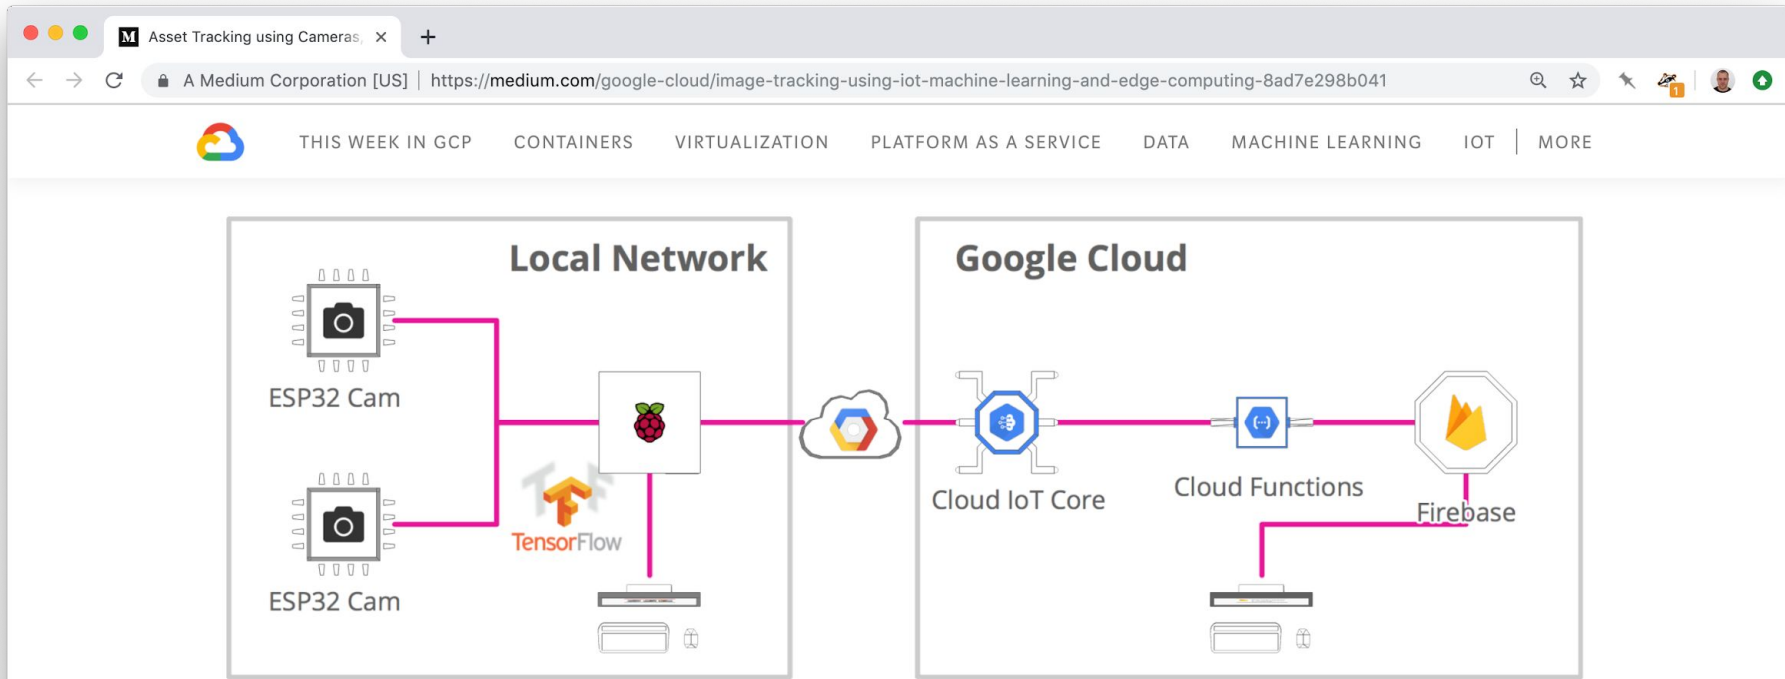 M Asset Tracking using Cameras,
A Medium Corporation [US] | https://medium.com/google-cloud/image-tracking-using-iot-machine-learning-and-edge-computing-8ad7e298b041
1
THIS WEEK IN GCP CONTAINERS VIRTUALIZATION PLATFORM AS A SERVICE DATA MACHINE LEARNING IOT | MORE
Local Network
ESP32 Cam
TensorFlow
ESP32 Cam
Google Cloud
Cloud IoT Core
Cloud Functions
Firebase